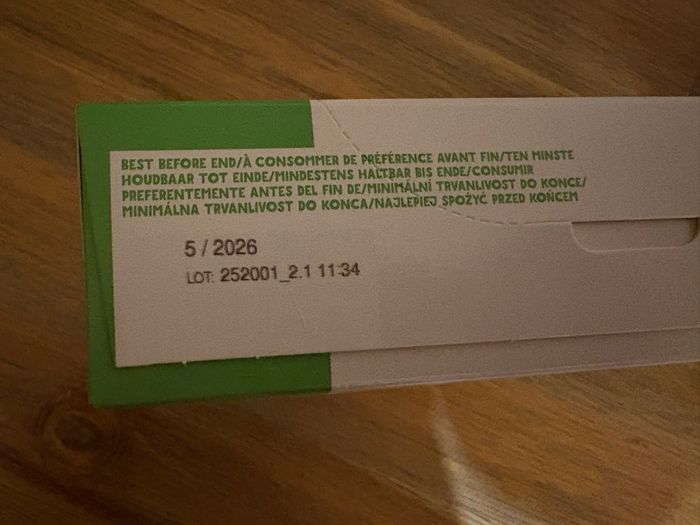 BEST BEFORE END/À CONSOMMER DE PRÉFÉRENCE AVANT FIN/TEN MINSTE
HOUDBAAR TOT EINDE/MINDESTENS HALTBAR BIS ENDE/CONSUMIR
PREFERENTEMENTE ANTES DEL FIN DE/MINIMÁLNÍ TRVANLIVOST DO KONCE/
MINIMÁLNA TRVANLIVOST DO KONCA/NAJLEPIEJ SPOŻYĆ PRZED KOŃCEM
5 / 2026
LOT: 252001_2.1 11:34